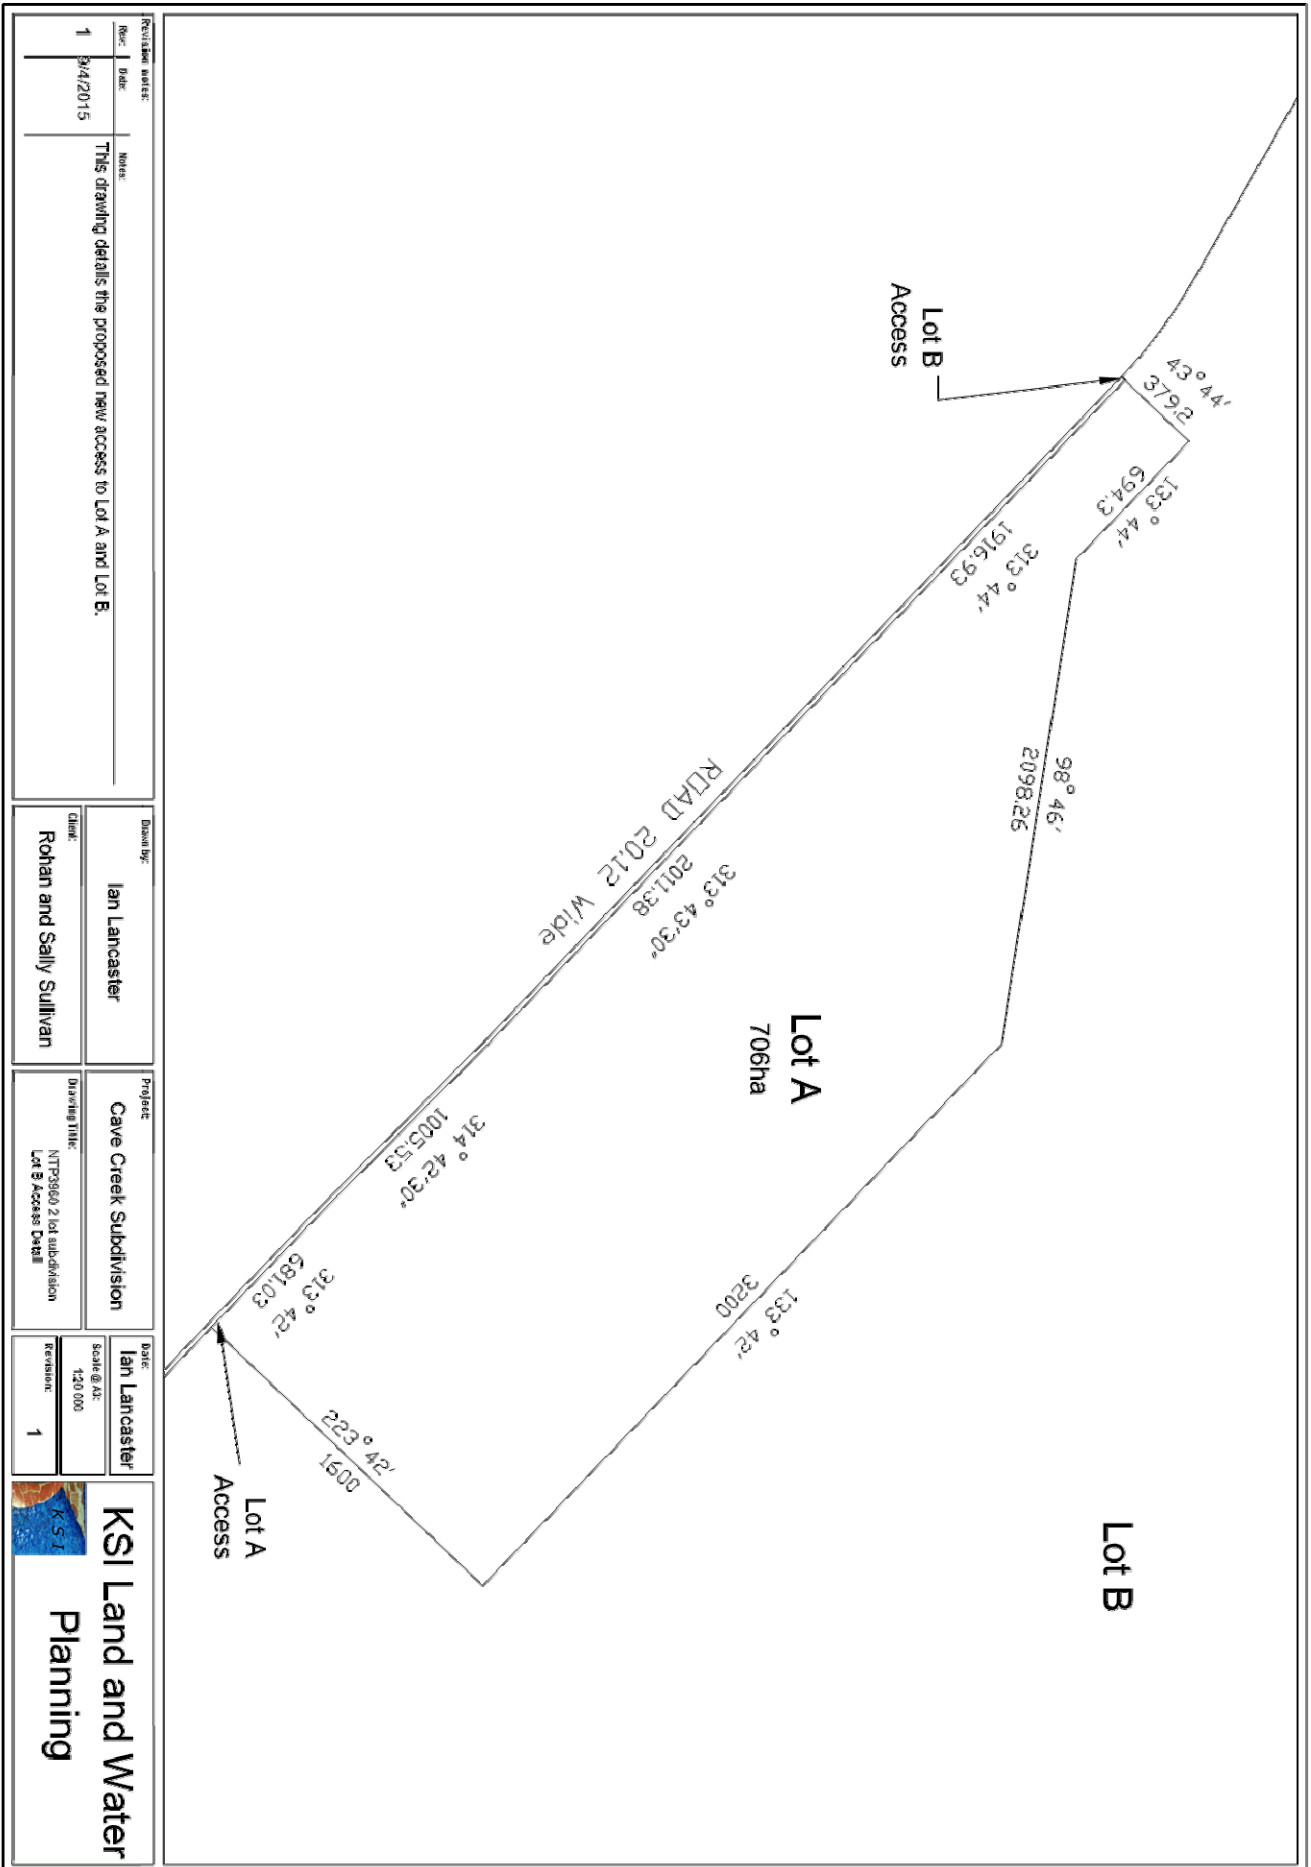 43° 44'
379.2
133° 44'
694.3
Lot B
Access
313° 44'
1916.93
98° 46'
2098.26
ROAD 20.12 Wide
313° 43'30"
2011.38
Lot A
706ha
314° 42'30"
1005.53
133° 42'
3200
313° 42'
681.03
223° 42'
1600
Lot A
Access
Lot B
Revision notes:
Rev: Date: Notes:
1 9/4/2015 This drawing details the proposed new access to Lot A and Lot B.
Drawn by:
Ian Lancaster
Client:
Rohan and Sally Sullivan
Project:
Cave Creek Subdivision
Drawing Title:
NTP3960 2 lot subdivision
Lot B Access Detail
Date:
Ian Lancaster
Scale @ A3:
1:20 000
Revision:
1
KSI Land and Water
Planning
K S I